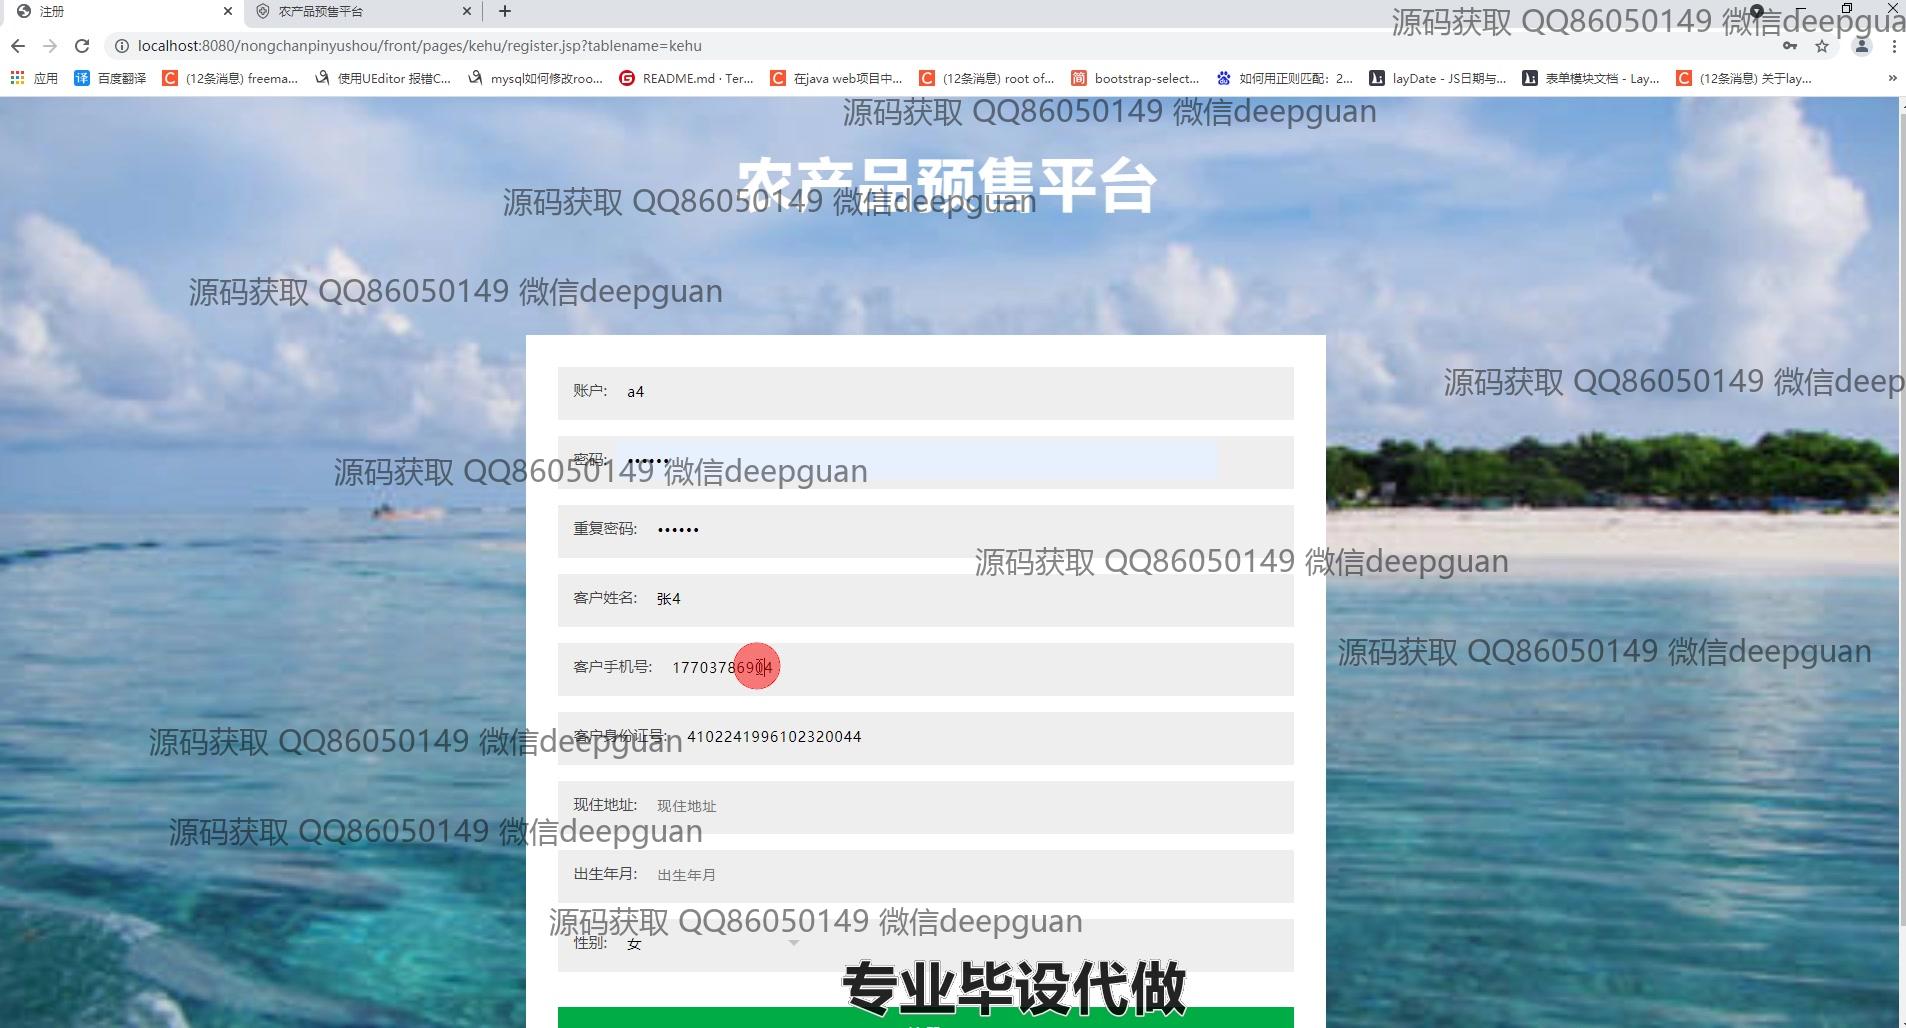 注册
农产品预售平台
源码获取 QQ86050149 微信deepgua
localhost:8080/nongchanpinyushou/front/pages/kehu/register.jsp?tablename=kehu
应用
百度翻译
(12条消息) freema...
使用UEditor 报错C...
mysql如何修改roo...
README.md · Ter...
在java web项目中...
(12条消息) root of...
bootstrap-select...
如何用正则匹配：2...
layDate - JS日期与...
表单模块文档 - Lay...
(12条消息) 关于lay...
»
源码获取 QQ86050149 微信deepguan
农产品预售平台
源码获取 QQ86050149 微信deepguan
源码获取 QQ86050149 微信deepguan
账户: a4
源码获取 QQ86050149 微信deep
密码: ••••••
源码获取 QQ86050149 微信deepguan
重复密码: ••••••
源码获取 QQ86050149 微信deepguan
客户姓名: 张4
客户手机号: 17703786904
源码获取 QQ86050149 微信deepguan
客户身份证号: 4102241996102320044
源码获取 QQ86050149 微信deepguan
现住地址: 现住地址
源码获取 QQ86050149 微信deepguan
出生年月: 出生年月
源码获取 QQ86050149 微信deepguan
性别: 女
专业毕设代做